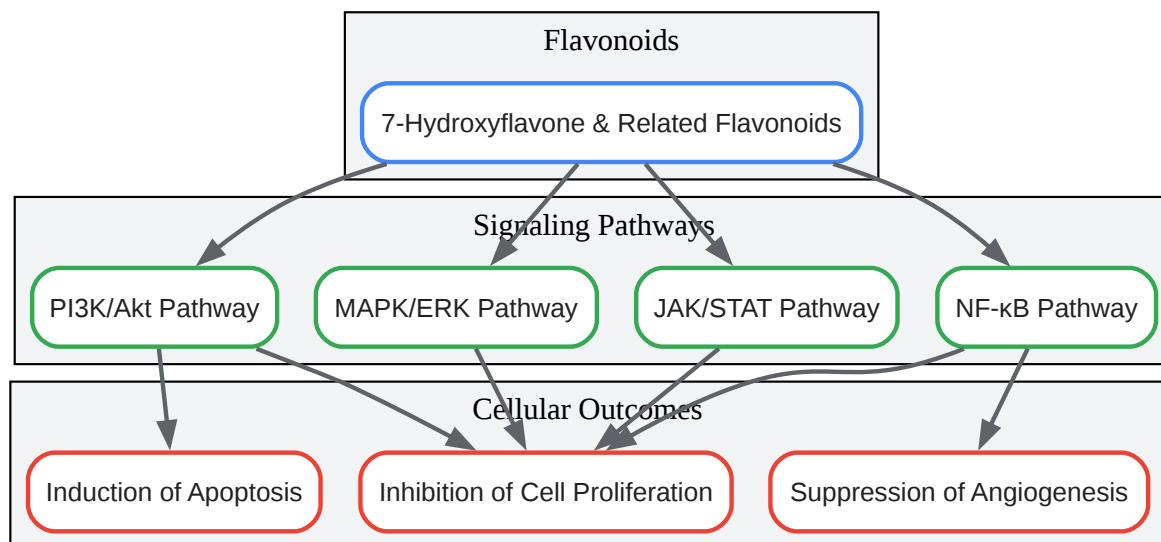 Flavonoids
7-Hydroxyflavone & Related Flavonoids
Signaling Pathways
PI3K/Akt Pathway
MAPK/ERK Pathway
JAK/STAT Pathway
NF-κB Pathway
Cellular Outcomes
Induction of Apoptosis
Inhibition of Cell Proliferation
Suppression of Angiogenesis